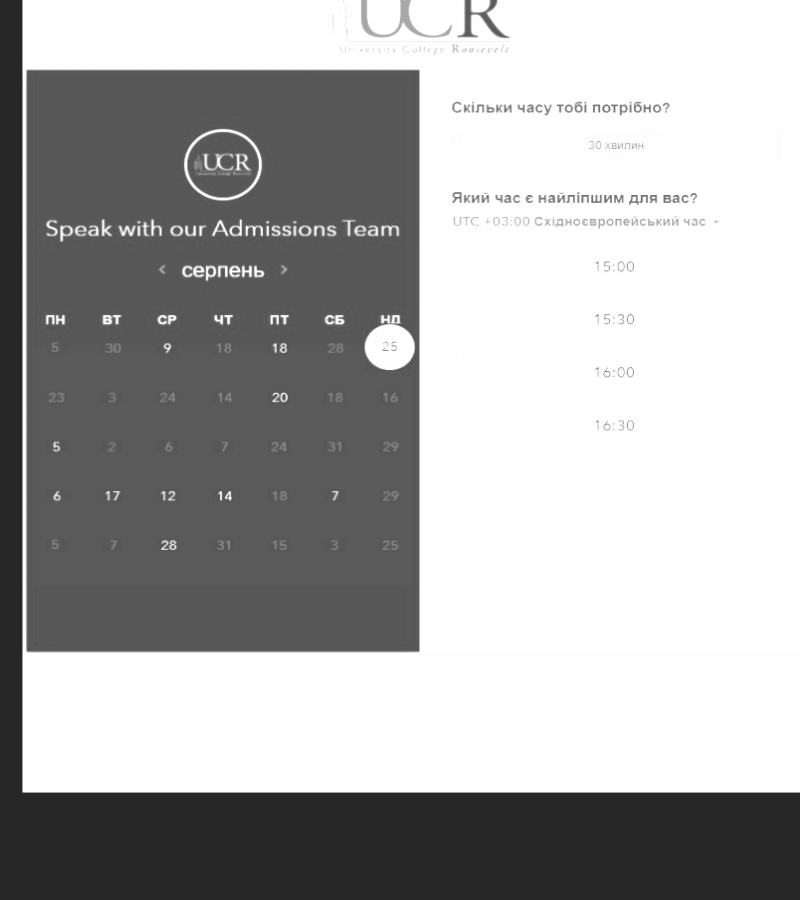 UCR
University College Roosevelt
UCR
Speak with our Admissions Team
< серпень >
ПН ВТ СР ЧТ ПТ СБ НД
5 30 9 18 18 28 25
23 3 24 14 20 18 16
5 2 6 7 24 31 29
6 17 12 14 18 7 29
5 7 28 31 15 3 25
Скільки часу тобі потрібно?
30 хвилин
Який час є найліпшим для вас?
UTC +03:00 Східноєвропейський час
15:00
15:30
16:00
16:30